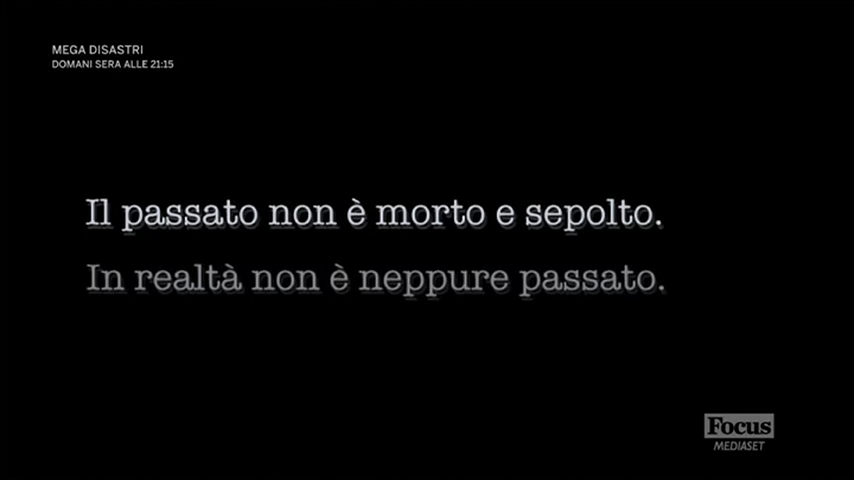 MEGA DISASTRI
DOMANI SERA ALLE 21:15
Il passato non è morto e sepolto.
In realtà non è neppure passato.
Focus
MEDIASET